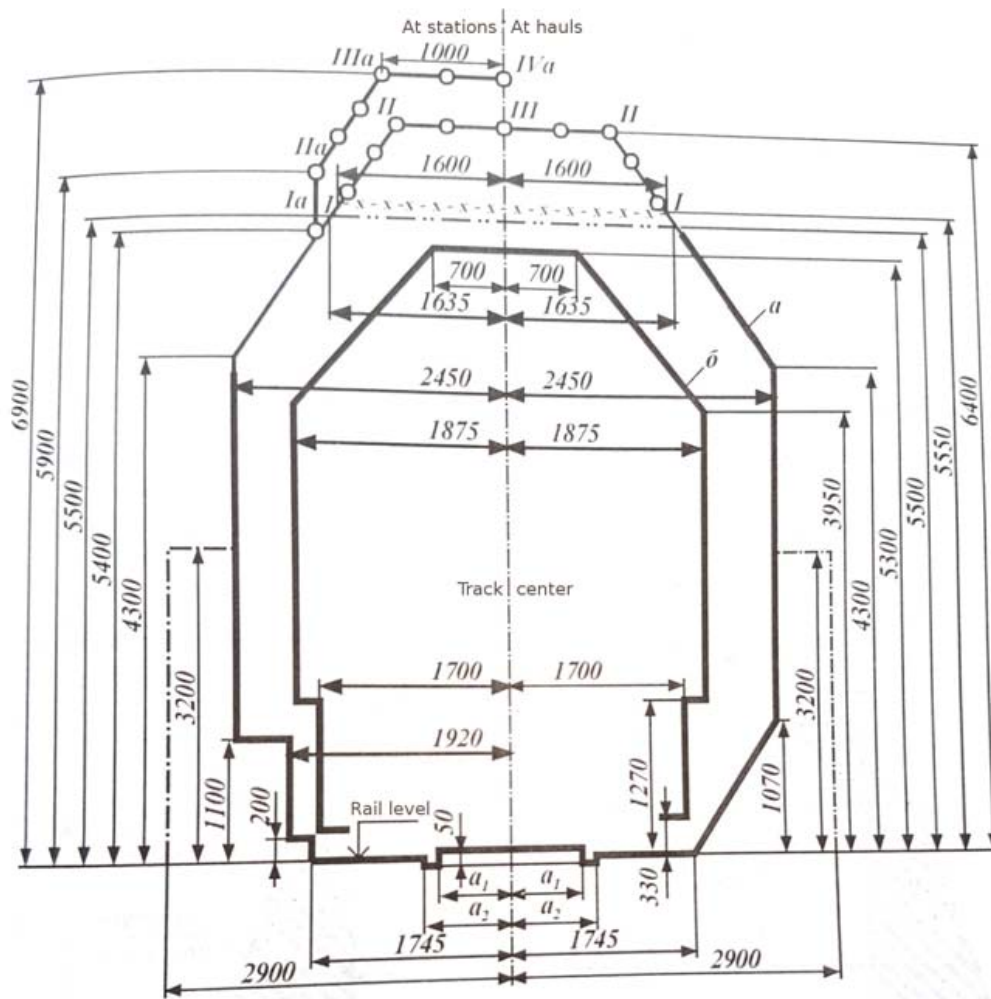 At stations At hauls
1000
IIIa IVa
II III II
IIa
1600 1600
Ia I I
700 700
1635 1635
a
б
2450 2450
1875 1875
6900
5900
5500
5400
4300
3200
1100
200
3950
4300
5300
5500
5550
6400
3200
1070
Track center
1700 1700
1920
1270
Rail level
50
330
a₁ a₁
a₂ a₂
1745 1745
2900 2900